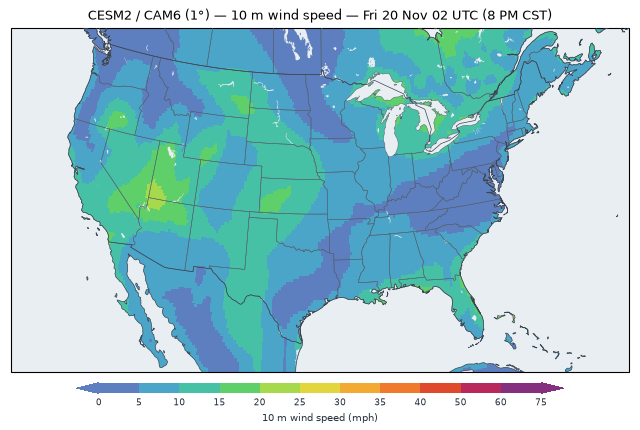 CESM2 / CAM6 (1°) — 10 m wind speed — Fri 20 Nov 02 UTC (8 PM CST)
0 5 10 15 20 25 30 35 40 50 60 75
10 m wind speed (mph)